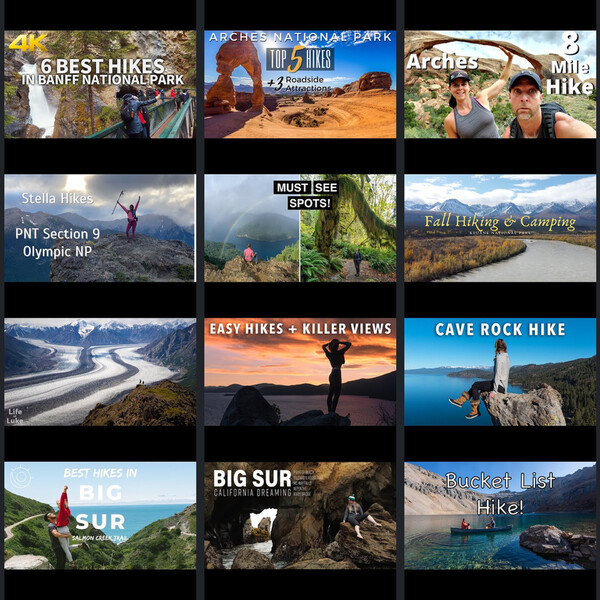 4K
6 BEST HIKES
IN BANFF NATIONAL PARK
ARCHES NATIONAL PARK
TOP 5 HIKES
+3 Roadside
Attractions
Arches
8
Mile
Hike
Stella Hikes
PNT Section 9
Olympic NP
MUST SEE
SPOTS!
Fall Hiking & Camping
Life
Luke
EASY HIKES + KILLER VIEWS
CAVE ROCK HIKE
BEST HIKES IN
BIG
SUR
SALMON CREEK TRAIL
BIG SUR
CALIFORNIA DREAMING
Bucket List
Hike!